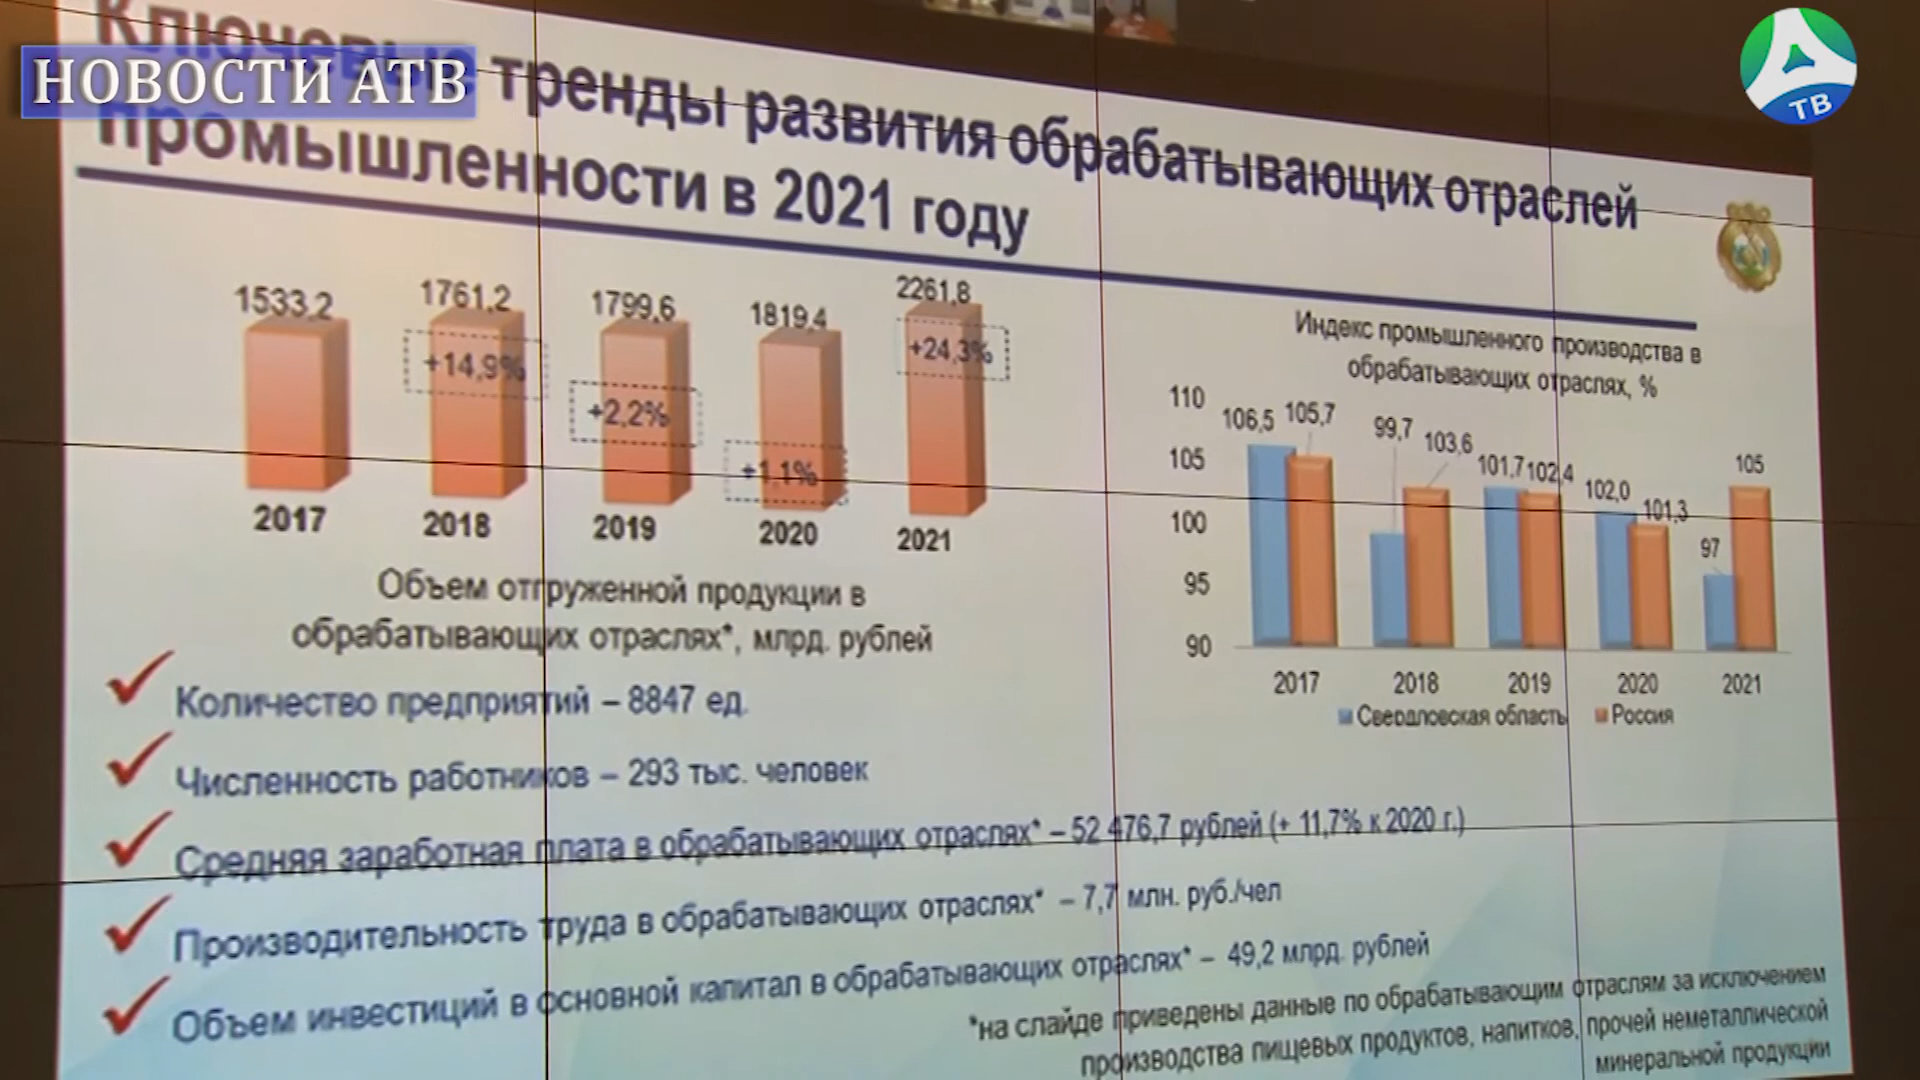 НОВОСТИ АТВ
ТВ
Ключевые тренды развития обрабатывающих отраслей
промышленности в 2021 году
1533,2
1761,2
1799,6
1819,4
2261,8
+14,9%
+2,2%
+1,1%
+24,3%
2017
2018
2019
2020
2021
Объем отгруженной продукции в
обрабатывающих отраслях*, млрд. рублей
Индекс промышленного производства в
обрабатывающих отраслях, %
110
105
100
95
90
106,5
105,7
99,7
103,6
101,7
102,4
102,0
101,3
97
105
2017
2018
2019
2020
2021
Свердловская область
Россия
Количество предприятий – 8847 ед.
Численность работников – 293 тыс. человек
Средняя заработная плата в обрабатывающих отраслях* – 52 476,7 рублей (+ 11,7% к 2020 г.)
Производительность труда в обрабатывающих отраслях* – 7,7 млн. руб./чел
Объем инвестиций в основной капитал в обрабатывающих отраслях* – 49,2 млрд. рублей
*на слайде приведены данные по обрабатывающим отраслям за исключением
производства пищевых продуктов, напитков, прочей неметаллической
минеральной продукции